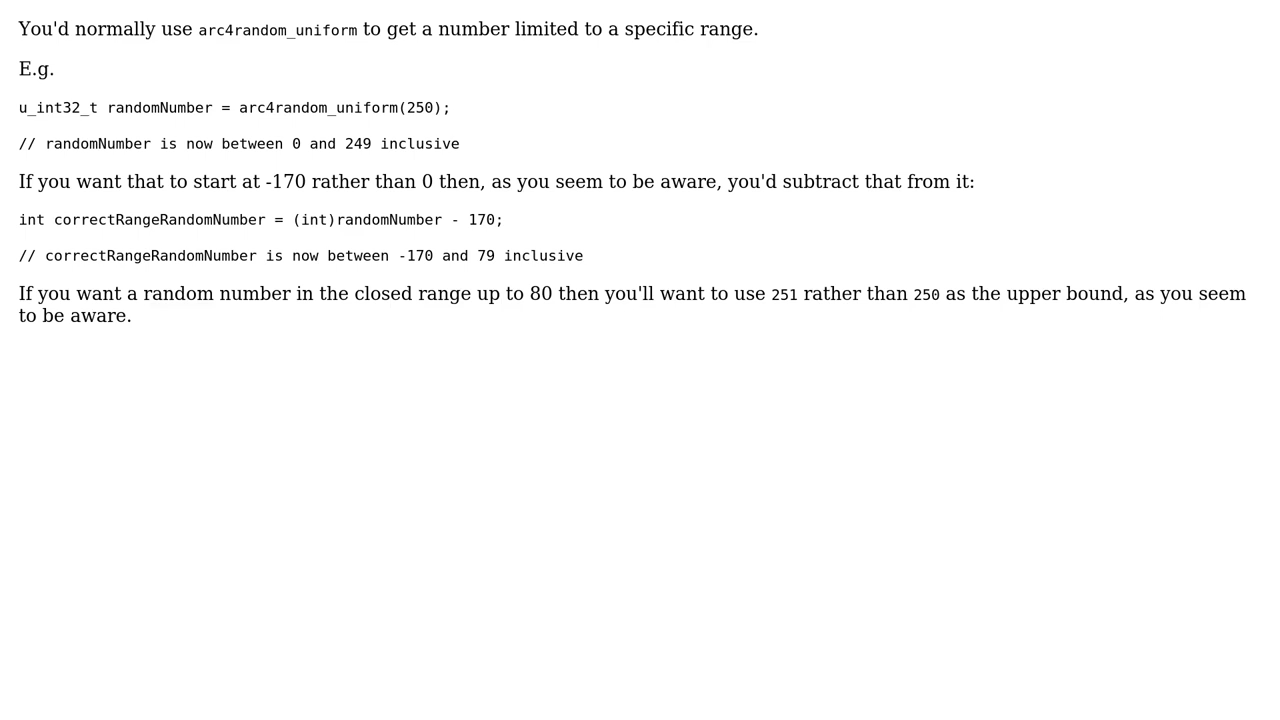 You'd normally use arc4random_uniform to get a number limited to a specific range.
E.g.
u_int32_t randomNumber = arc4random_uniform(250);
// randomNumber is now between 0 and 249 inclusive
If you want that to start at -170 rather than 0 then, as you seem to be aware, you'd subtract that from it:
int correctRangeRandomNumber = (int)randomNumber - 170;
// correctRangeRandomNumber is now between -170 and 79 inclusive
If you want a random number in the closed range up to 80 then you'll want to use 251 rather than 250 as the upper bound, as you seem
to be aware.